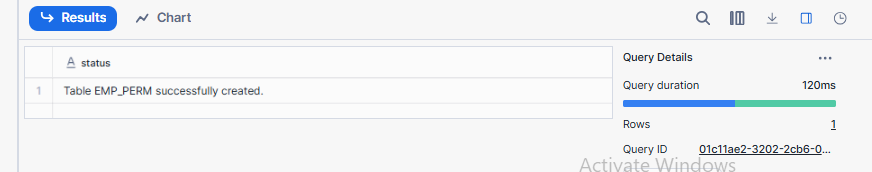 Results Chart
A status
1 Table EMP_PERM successfully created.
Query Details ...
Query duration 120ms
Rows 1
Query ID 01c11ae2-3202-2cb6-0...
Activate Windows